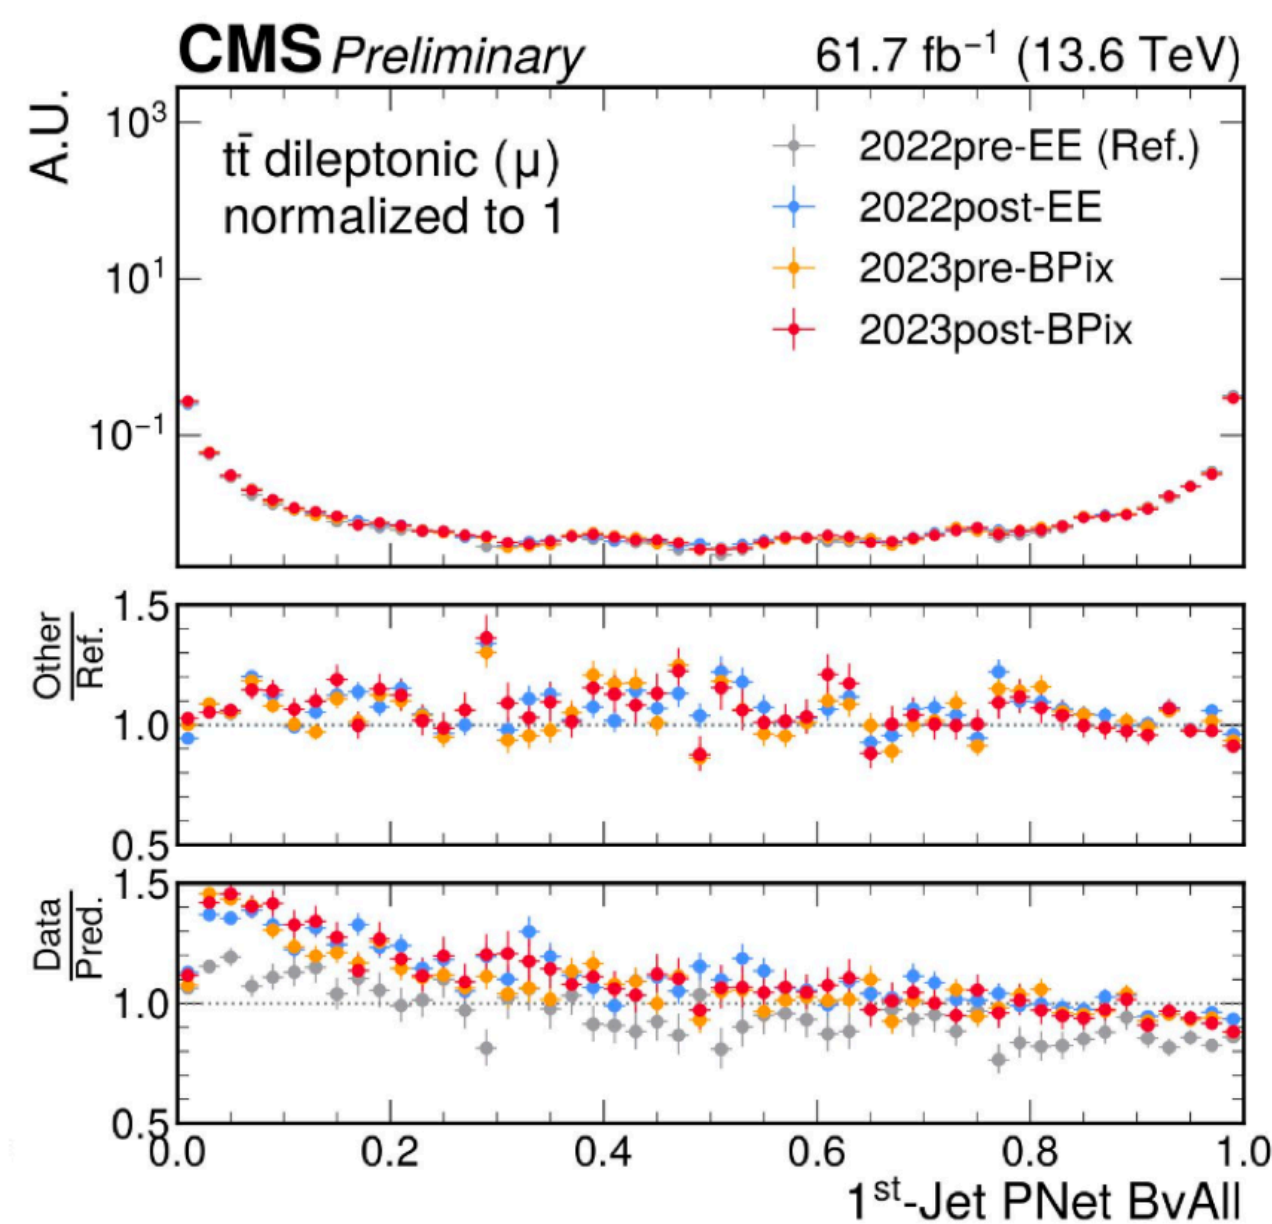 CMS Preliminary 61.7 fb⁻¹ (13.6 TeV)
A.U.
10³
10¹
10⁻¹
tt̄ dileptonic (μ)
normalized to 1
2022pre-EE (Ref.)
2022post-EE
2023pre-BPix
2023post-BPix
Other
Ref.
1.5
1.0
0.5
Data
Pred.
1.5
1.0
0.5
0.0 0.2 0.4 0.6 0.8 1.0
1st-Jet PNet BvAll